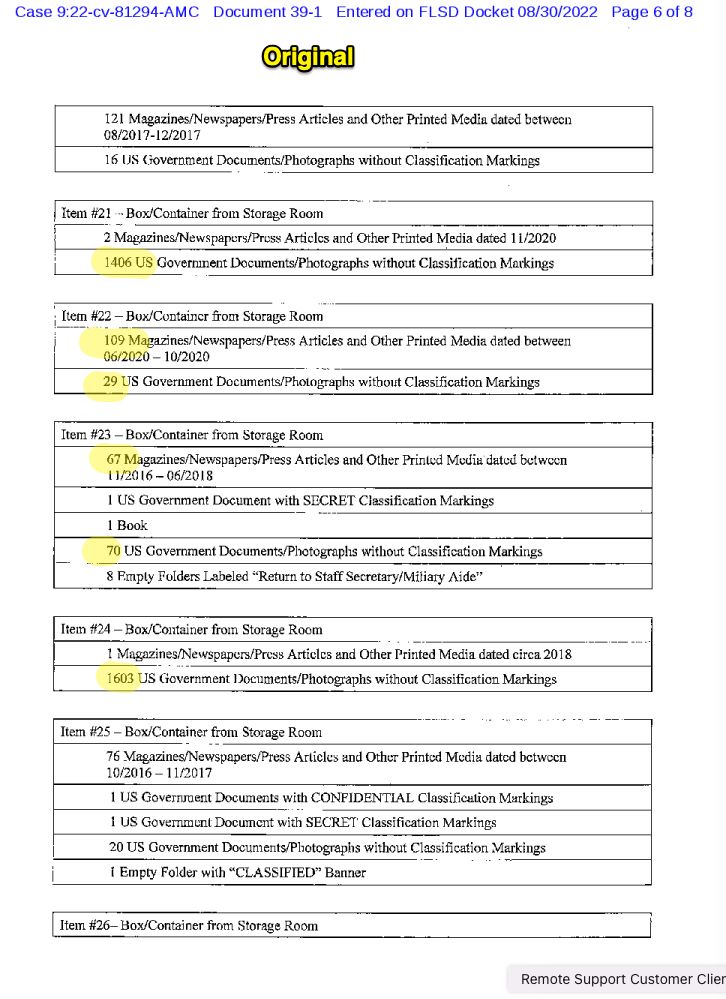 Case 9:22-cv-81294-AMC Document 39-1 Entered on FLSD Docket 08/30/2022 Page 6 of 8
Original
121 Magazines/Newspapers/Press Articles and Other Printed Media dated between
08/2017-12/2017
16 US Government Documents/Photographs without Classification Markings
Item #21 – Box/Container from Storage Room
2 Magazines/Newspapers/Press Articles and Other Printed Media dated 11/2020
1406 US Government Documents/Photographs without Classification Markings
Item #22 – Box/Container from Storage Room
109 Magazines/Newspapers/Press Articles and Other Printed Media dated between
06/2020 – 10/2020
29 US Government Documents/Photographs without Classification Markings
Item #23 – Box/Container from Storage Room
67 Magazines/Newspapers/Press Articles and Other Printed Media dated between
11/2016 – 06/2018
1 US Government Document with SECRET Classification Markings
1 Book
70 US Government Documents/Photographs without Classification Markings
8 Empty Folders Labeled “Return to Staff Secretary/Miliary Aide”
Item #24 – Box/Container from Storage Room
1 Magazines/Newspapers/Press Articles and Other Printed Media dated circa 2018
1603 US Government Documents/Photographs without Classification Markings
Item #25 – Box/Container from Storage Room
76 Magazines/Newspapers/Press Articles and Other Printed Media dated between
10/2016 – 11/2017
1 US Government Documents with CONFIDENTIAL Classification Markings
1 US Government Document with SECRET Classification Markings
20 US Government Documents/Photographs without Classification Markings
1 Empty Folder with “CLASSIFIED” Banner
Item #26– Box/Container from Storage Room
Remote Support Customer Clier